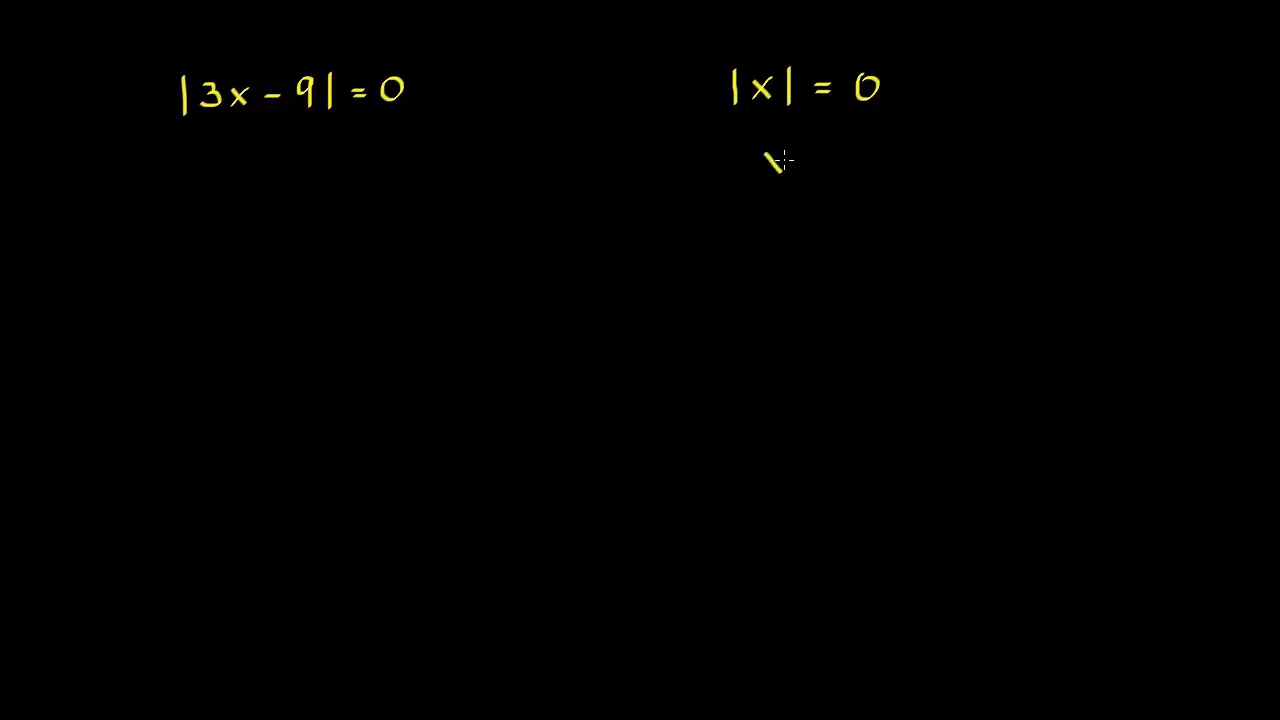 |3x - 9| = 0
|x| = 0